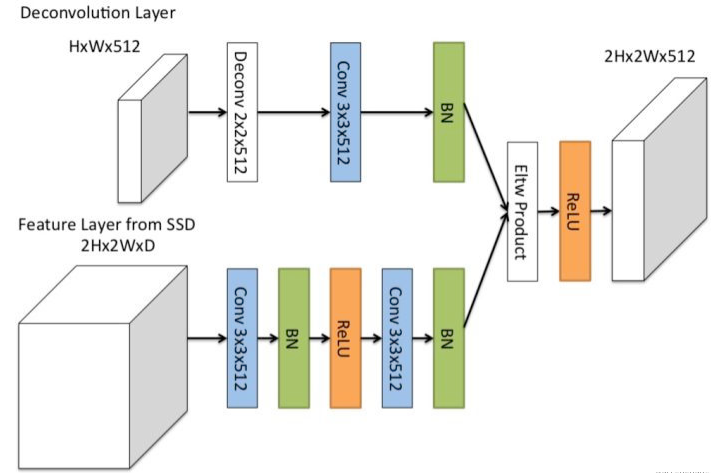 Deconvolution Layer
HxWx512
2Hx2Wx512
Deconv 2x2x512
Conv 3x3x512
BN
Eltw Product
ReLU
Feature Layer from SSD
2Hx2WxD
Conv 3x3x512
BN
ReLU
Conv 3x3x512
BN